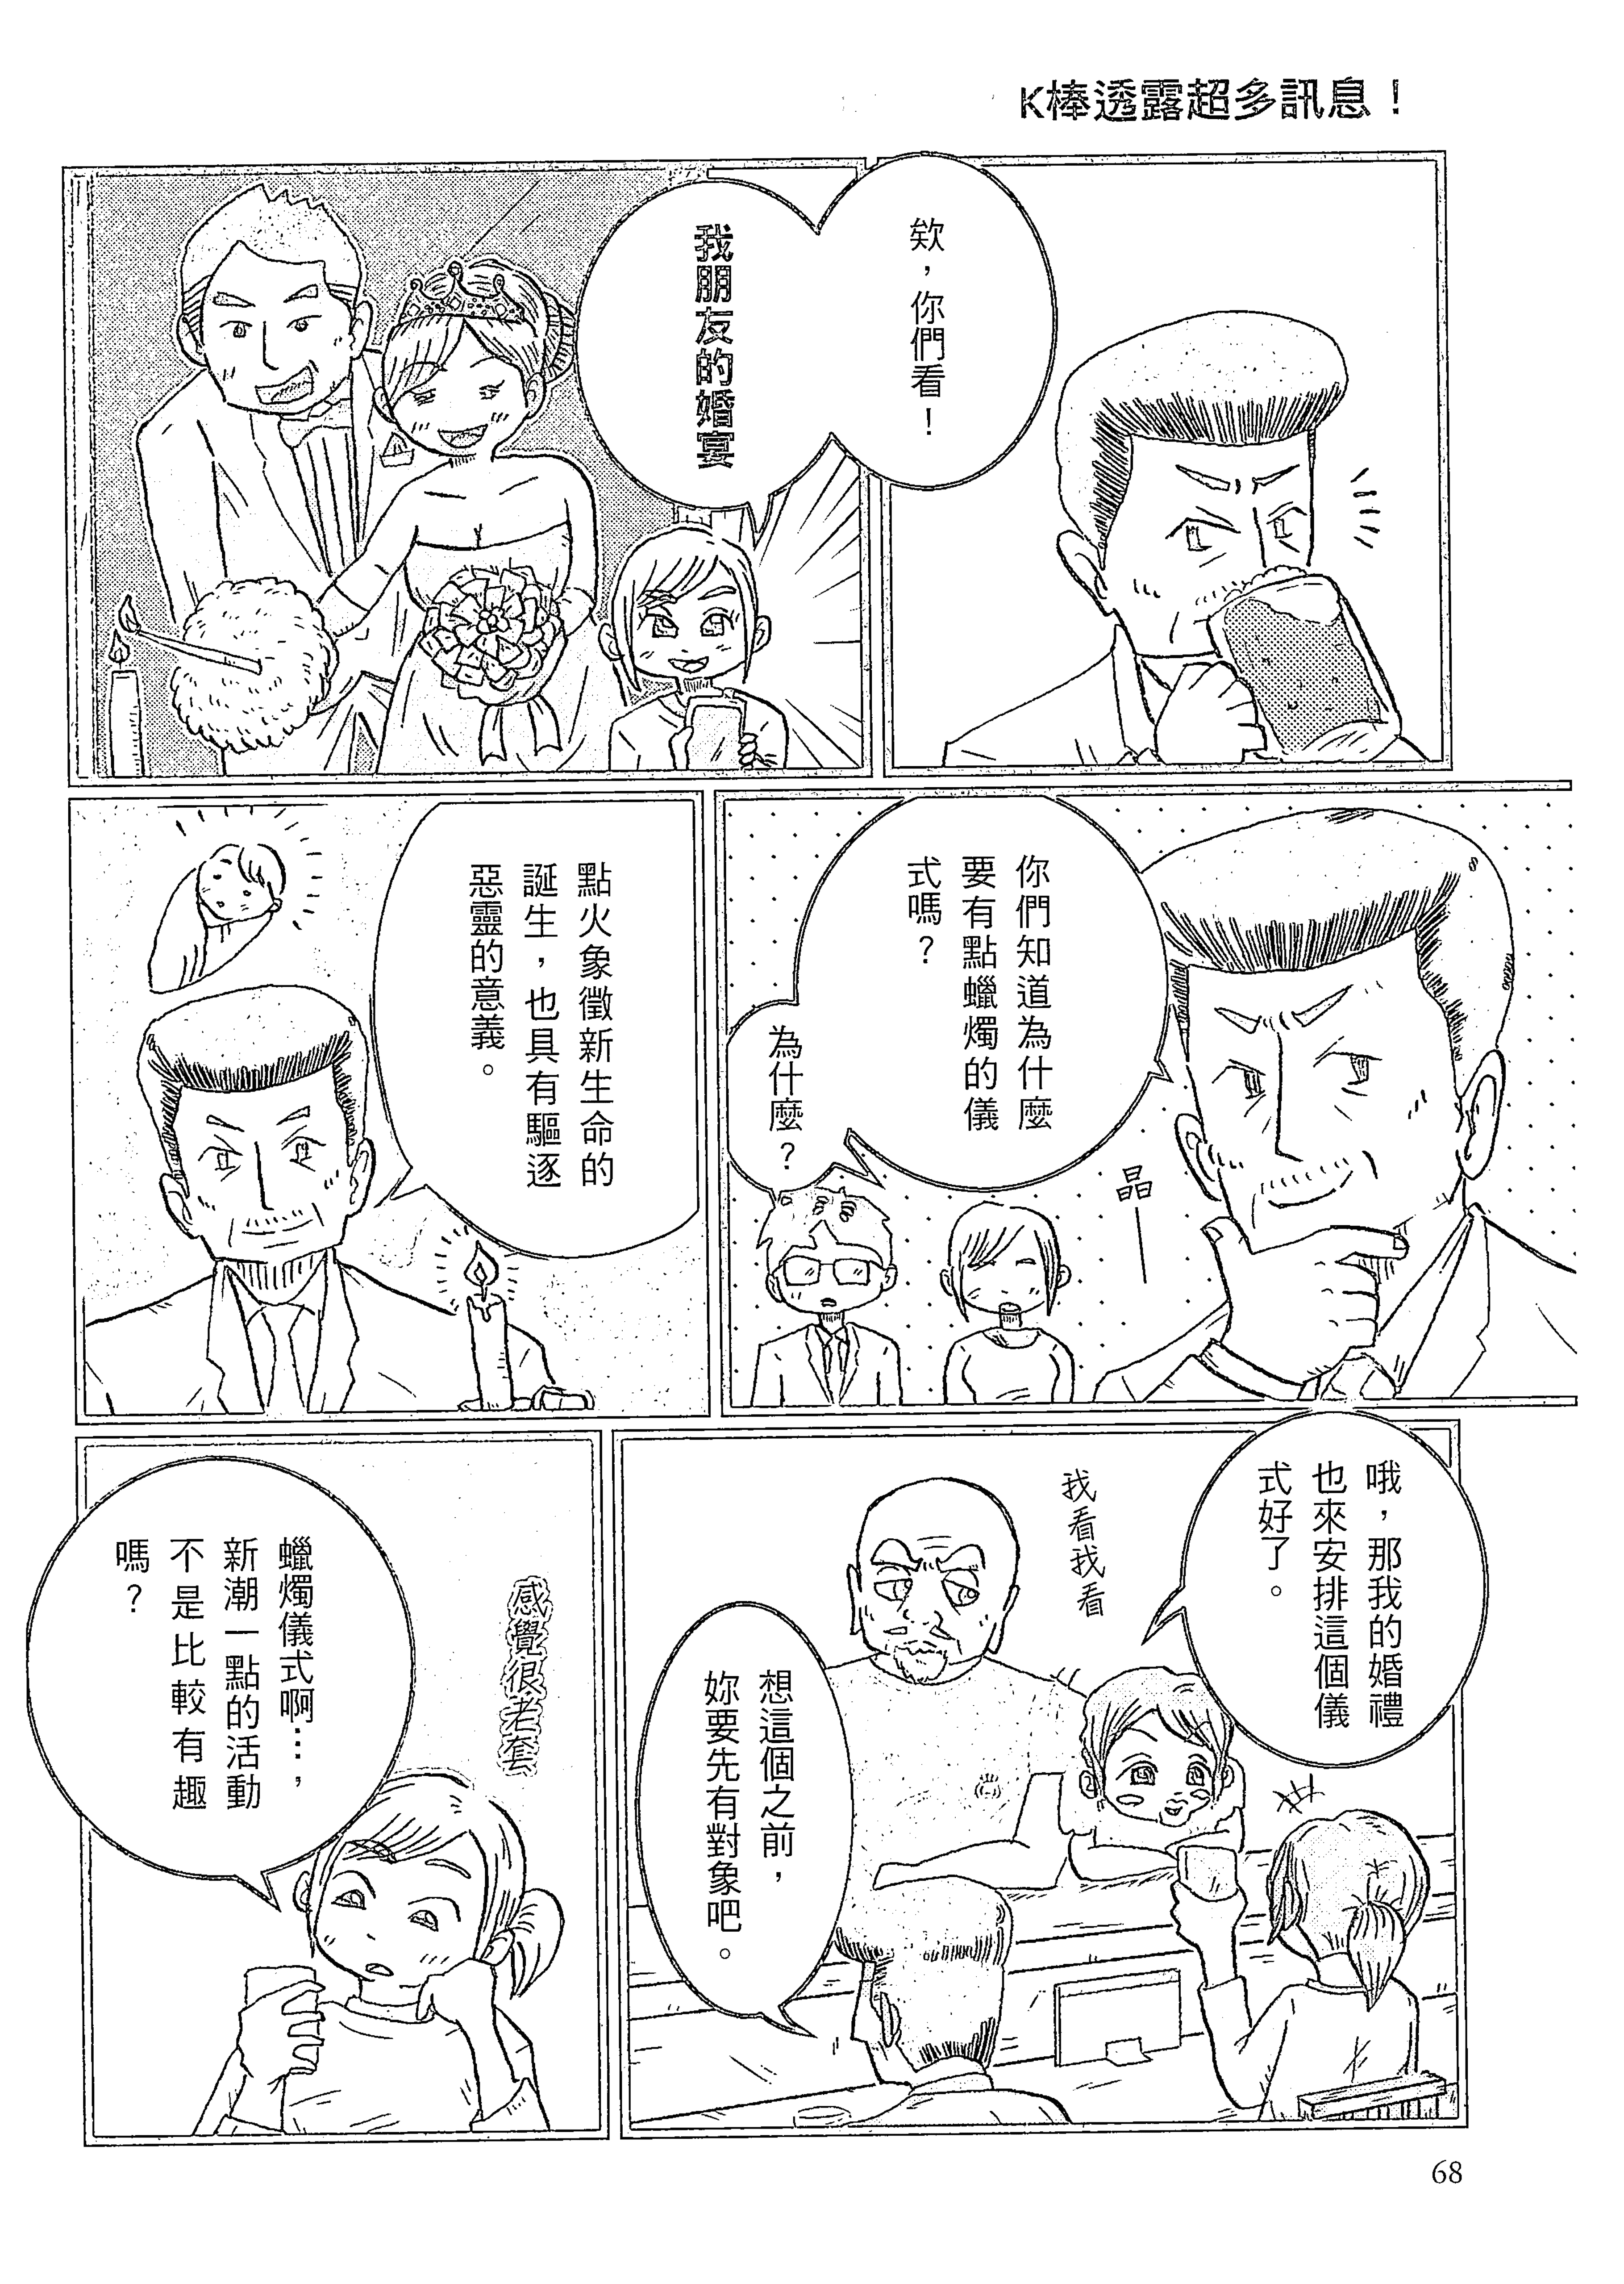 K棒透露超多訊息！
欸，你們看！
我朋友的婚宴
你們知道為什麼
要有點蠟燭的儀
式嗎？
為什麼？
晶
點火象徵新生命的
誕生，也具有驅逐
惡靈的意義。
哦，那我的婚禮
也來安排這個儀
式好了。
我看我看
想這個之前，
妳要先有對象吧。
感覺很老套
蠟燭儀式啊…，
新潮一點的活動
不是比較有趣
嗎？
68